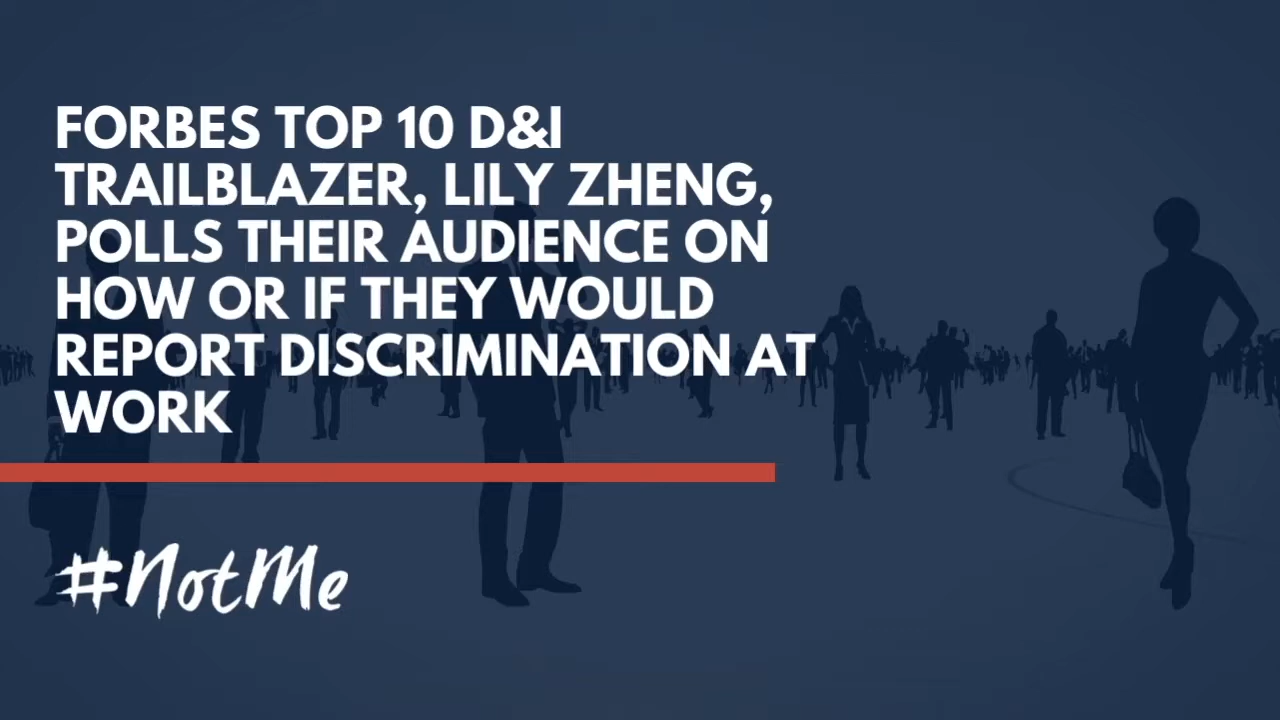 FORBES TOP 10 D&I
TRAILBLAZER, LILY ZHENG,
POLLS THEIR AUDIENCE ON
HOW OR IF THEY WOULD
REPORT DISCRIMINATION AT
WORK
#NotMe